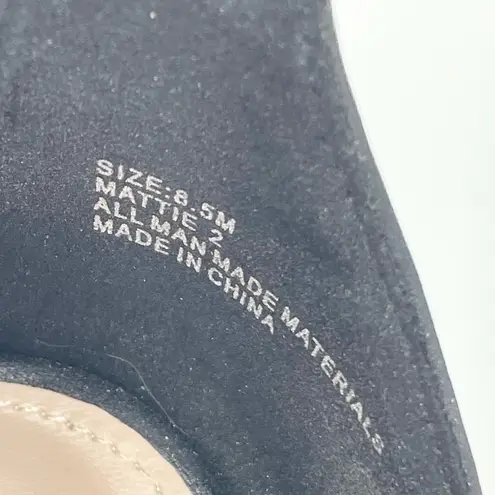 SIZE:8.5M
MATTIE 2
ALL MAN MADE MATERIALS
MADE IN CHINA